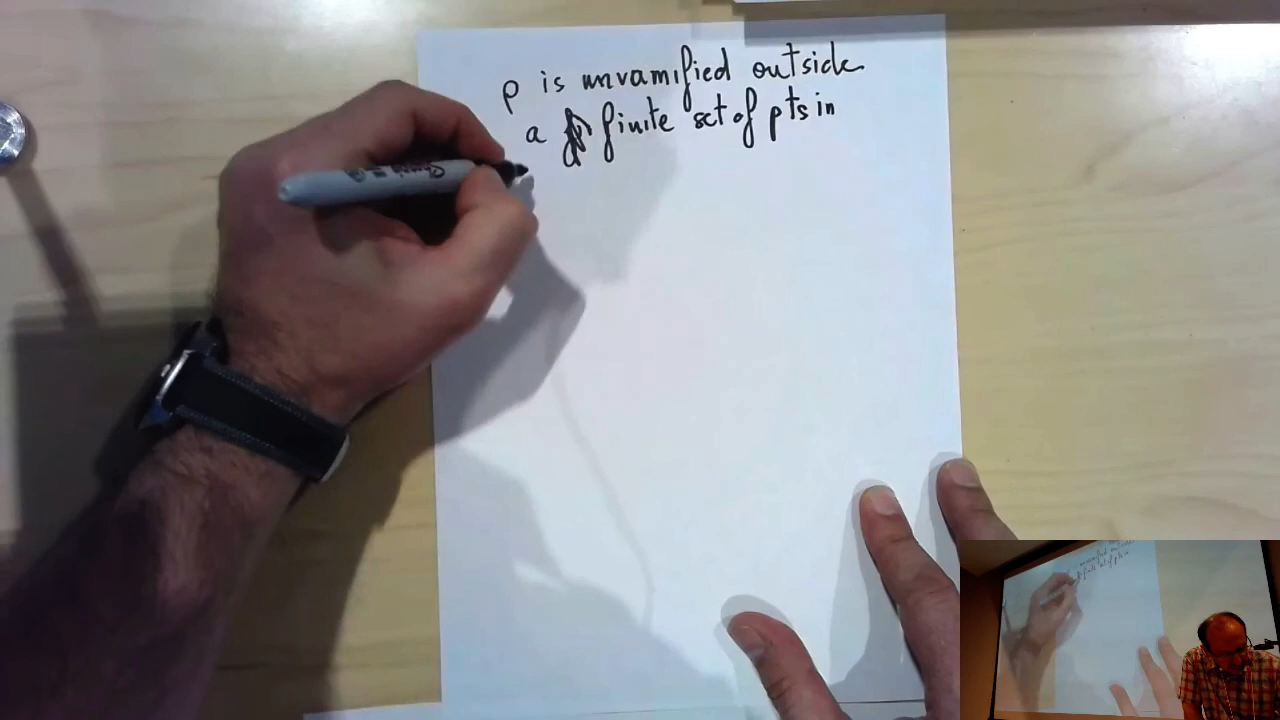 ρ is unramified outside
a finite set of pts in